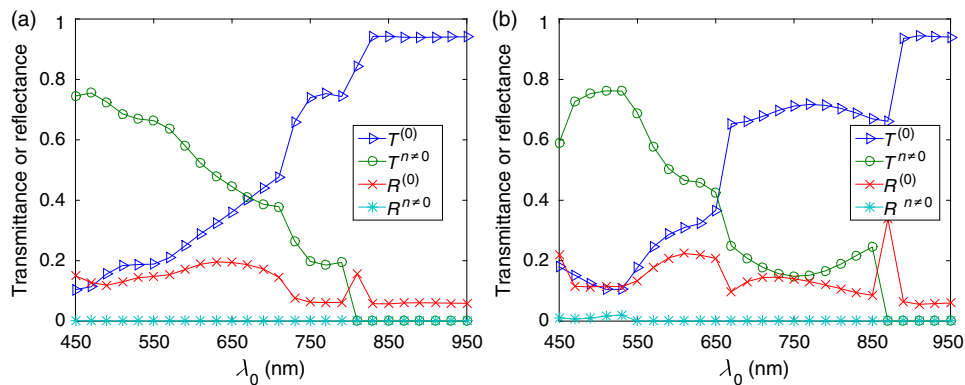 (a)
Transmittance or reflectance
1
0.8
0.6
0.4
0.2
0
450
550
650
750
850
950
λ0 (nm)
T(0)
Tn≠0
R(0)
Rn≠0
(b)
Transmittance or reflectance
1
0.8
0.6
0.4
0.2
0
450
550
650
750
850
950
λ0 (nm)
T(0)
Tn≠0
R(0)
Rn≠0